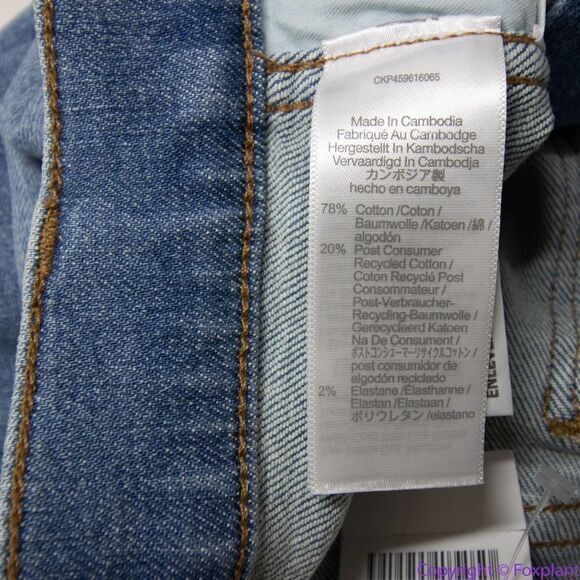 CKP459616065
Made In Cambodia
Fabriqué Au Cambodge
Hergestellt In Kambodscha
Vervaardigd In Cambodja
カンボジア製
hecho en camboya
78% Cotton /Coton /
Baumwolle /Katoen /綿 /
algodón
20% Post Consumer
Recycled Cotton /
Coton Recyclé Post
Consommateur /
Post-Verbraucher-
Recycling-Baumwolle /
Gerecycleerd Katoen
Na De Consument /
ポストコンシューマーリサイクルコットン /
post consumidor de
algodón reciclado
2% Elastane /Élasthanne /
Elastan /Elastaan /
ポリウレタン /elastano
ENLEVE
Copyright © Foxplant